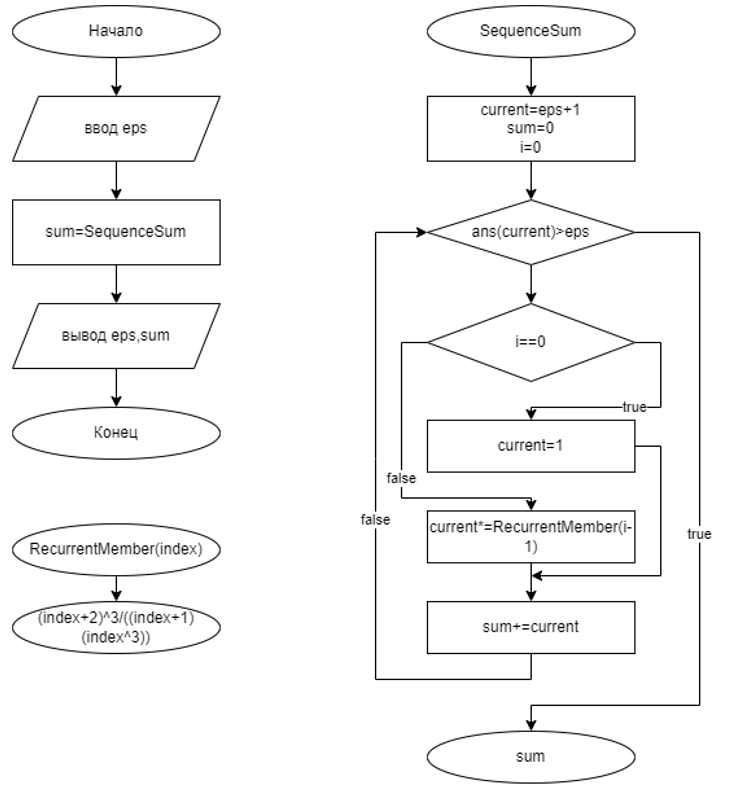 Начало
ввод eps
sum=SequenceSum
вывод eps,sum
Конец
RecurrentMember(index)
(index+2)^3/((index+1)
(index^3))
SequenceSum
current=eps+1
sum=0
i=0
ans(current)>eps
i==0
true
current=1
false
current*=RecurrentMember(i-
1)
false
true
sum+=current
sum